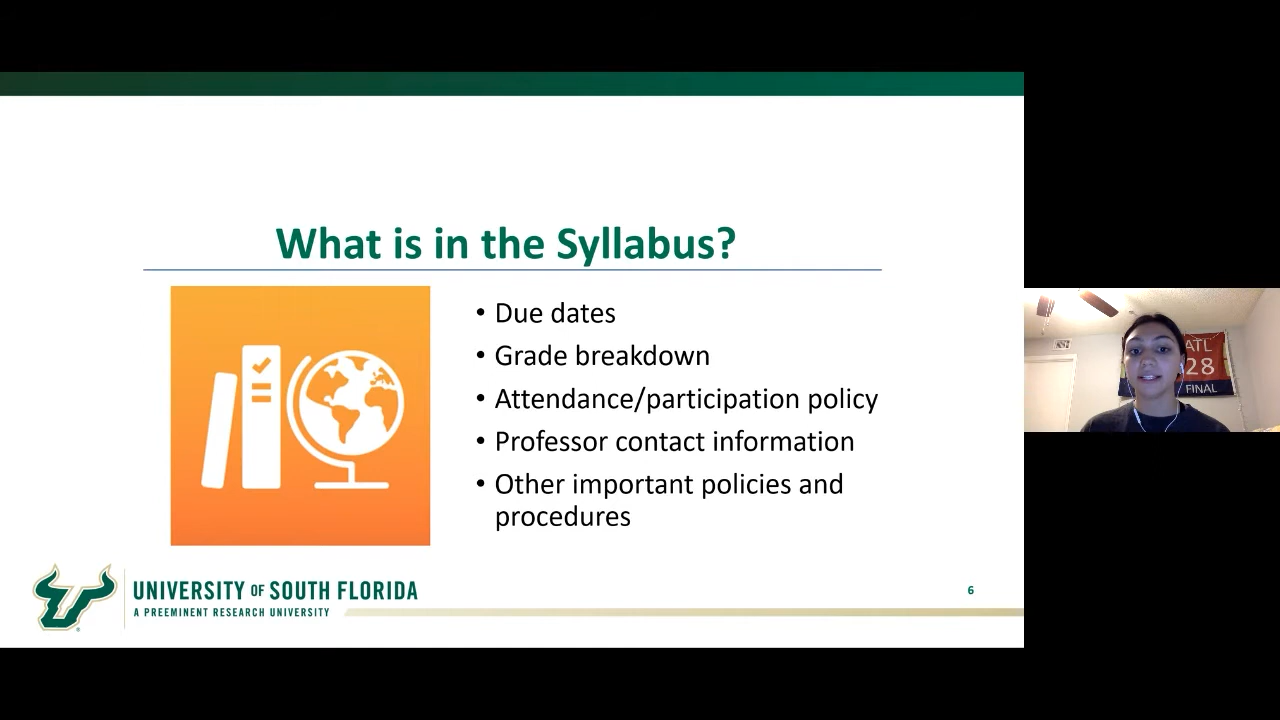 What is in the Syllabus?
• Due dates
• Grade breakdown
• Attendance/participation policy
• Professor contact information
• Other important policies and
procedures
UNIVERSITY OF SOUTH FLORIDA
A PREEMINENT RESEARCH UNIVERSITY
6
ATL
28
FINAL